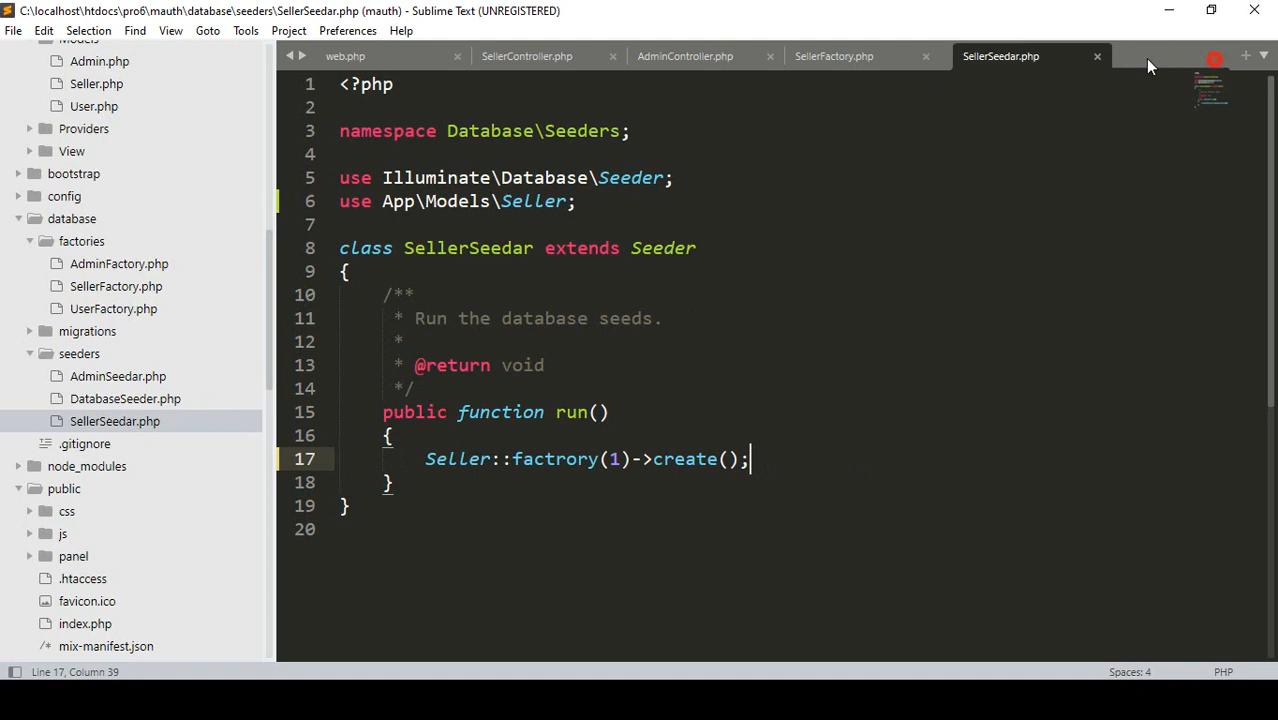 C:\localhost\htdocs\pro6\mauth\database\seeders\SellerSeedar.php (mauth) - Sublime Text (UNREGISTERED)
File Edit Selection Find View Goto Tools Project Preferences Help
Models
Admin.php
Seller.php
User.php
Providers
View
bootstrap
config
database
factories
AdminFactory.php
SellerFactory.php
UserFactory.php
migrations
seeders
AdminSeedar.php
DatabaseSeeder.php
SellerSeedar.php
.gitignore
node_modules
public
css
js
panel
.htaccess
favicon.ico
index.php
/* mix-manifest.json
web.php SellerController.php AdminController.php SellerFactory.php SellerSeedar.php
1 <?php
2
3 namespace Database\Seeders;
4
5 use Illuminate\Database\Seeder;
6 use App\Models\Seller;
7
8 class SellerSeedar extends Seeder
9 {
10 /**
11 * Run the database seeds.
12 *
13 * @return void
14 */
15 public function run()
16 {
17 Seller::factrory(1)->create();
18 }
19 }
20
Line 17, Column 39 Spaces: 4 PHP